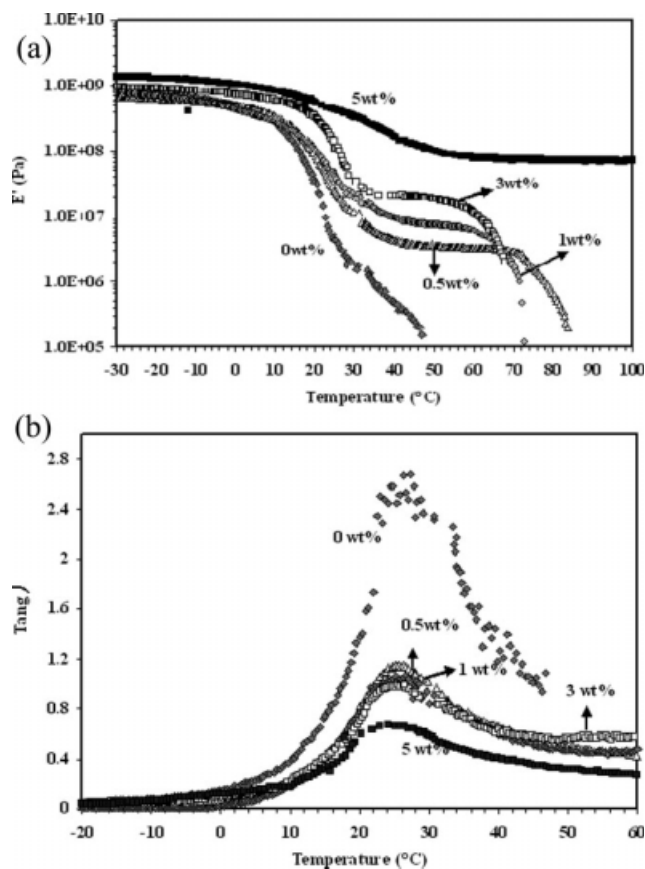 (a)
1.0E+10
1.0E+09
1.0E+08
1.0E+07
1.0E+06
1.0E+05
E' (Pa)
5wt%
3wt%
1wt%
0wt%
0.5wt%
-30 -20 -10 0 10 20 30 40 50 60 70 80 90 100
Temperature (°C)
(b)
2.8
2.4
2
1.6
1.2
0.8
0.4
0
Tang
0 wt%
0.5wt%
1 wt%
3 wt%
5 wt%
-20 -10 0 10 20 30 40 50 60
Temperature (°C)